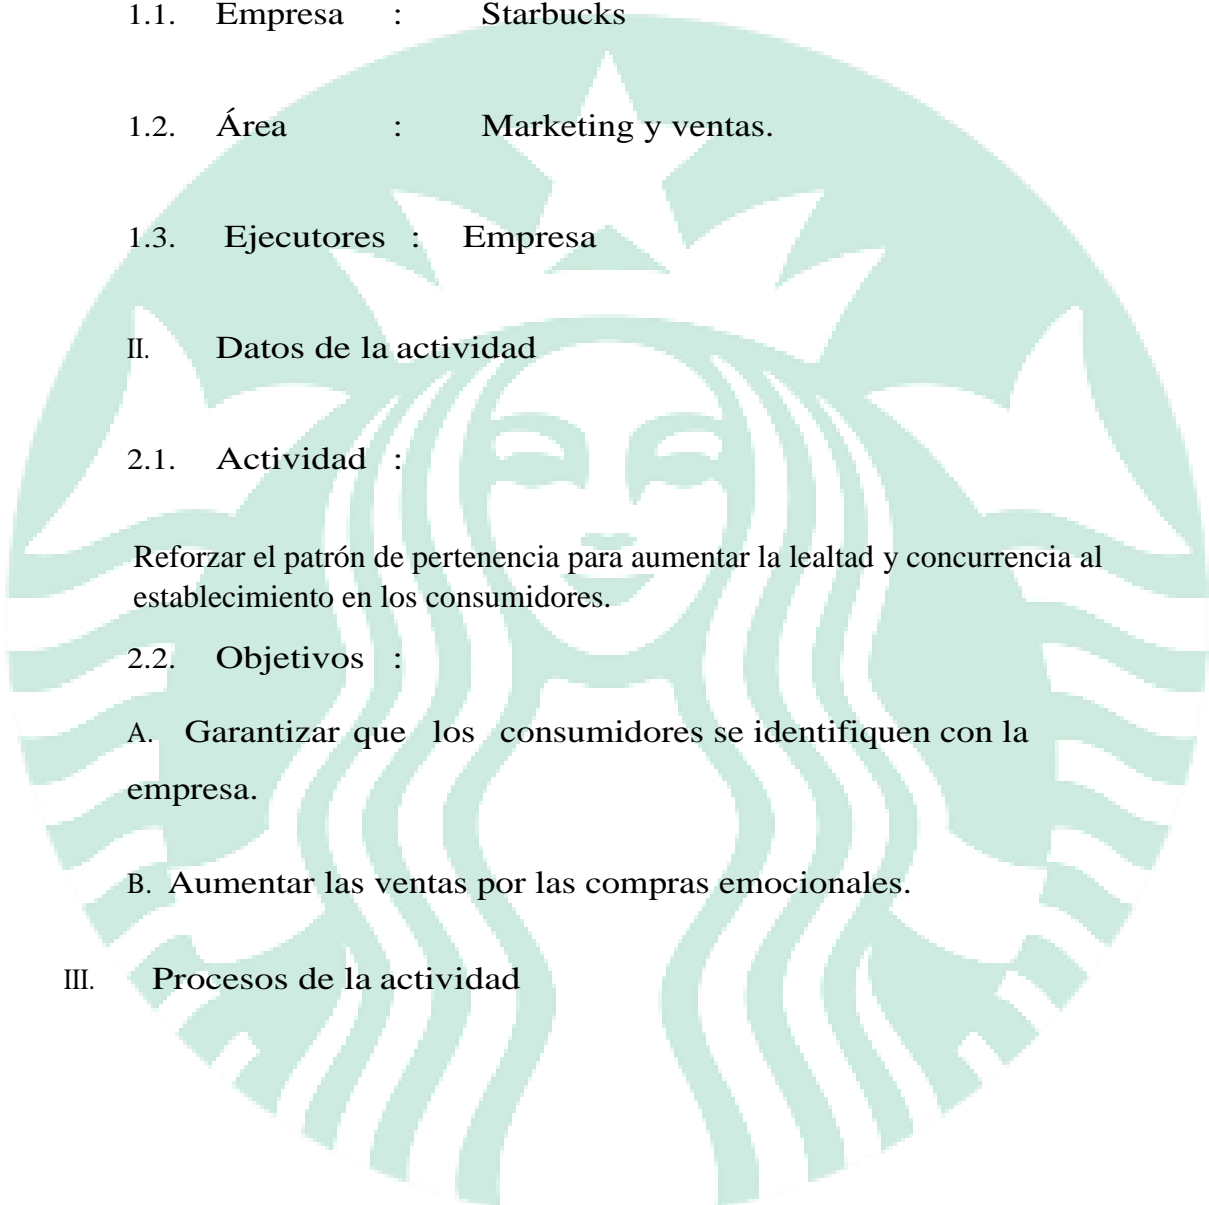 1.1. Empresa : Starbucks
1.2. Área : Marketing y ventas.
1.3. Ejecutores : Empresa
II. Datos de la actividad
2.1. Actividad :
Reforzar el patrón de pertenencia para aumentar la lealtad y concurrencia al
establecimiento en los consumidores.
2.2. Objetivos :
A. Garantizar que los consumidores se identifiquen con la
empresa.
B. Aumentar las ventas por las compras emocionales.
III. Procesos de la actividad